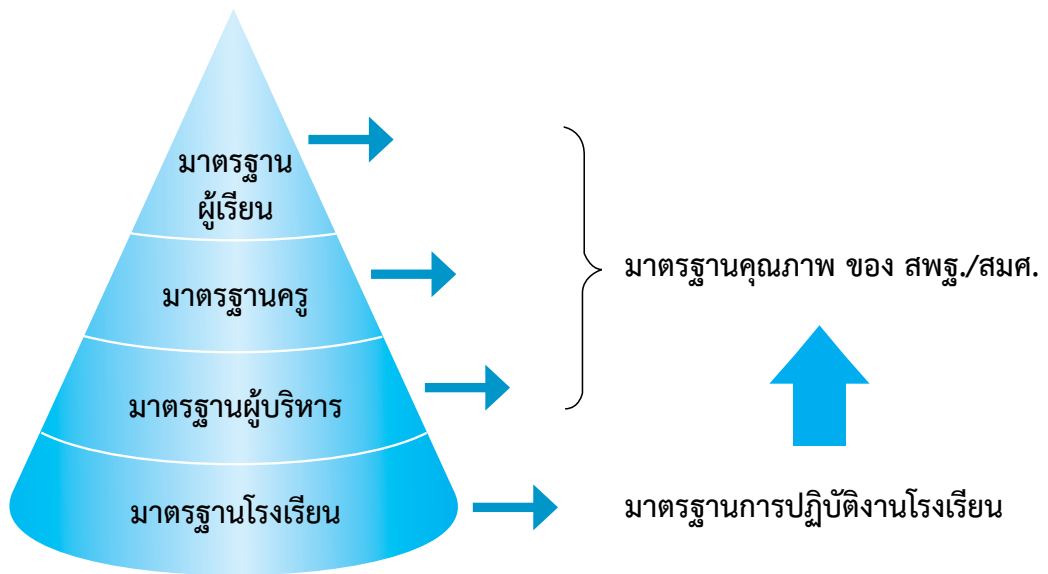 มาตรฐาน
ผู้เรียน
มาตรฐานครู
มาตรฐานคุณภาพ ของ สพฐ./สมศ.
มาตรฐานผู้บริหาร
มาตรฐานโรงเรียน
มาตรฐานการปฏิบัติงานโรงเรียน